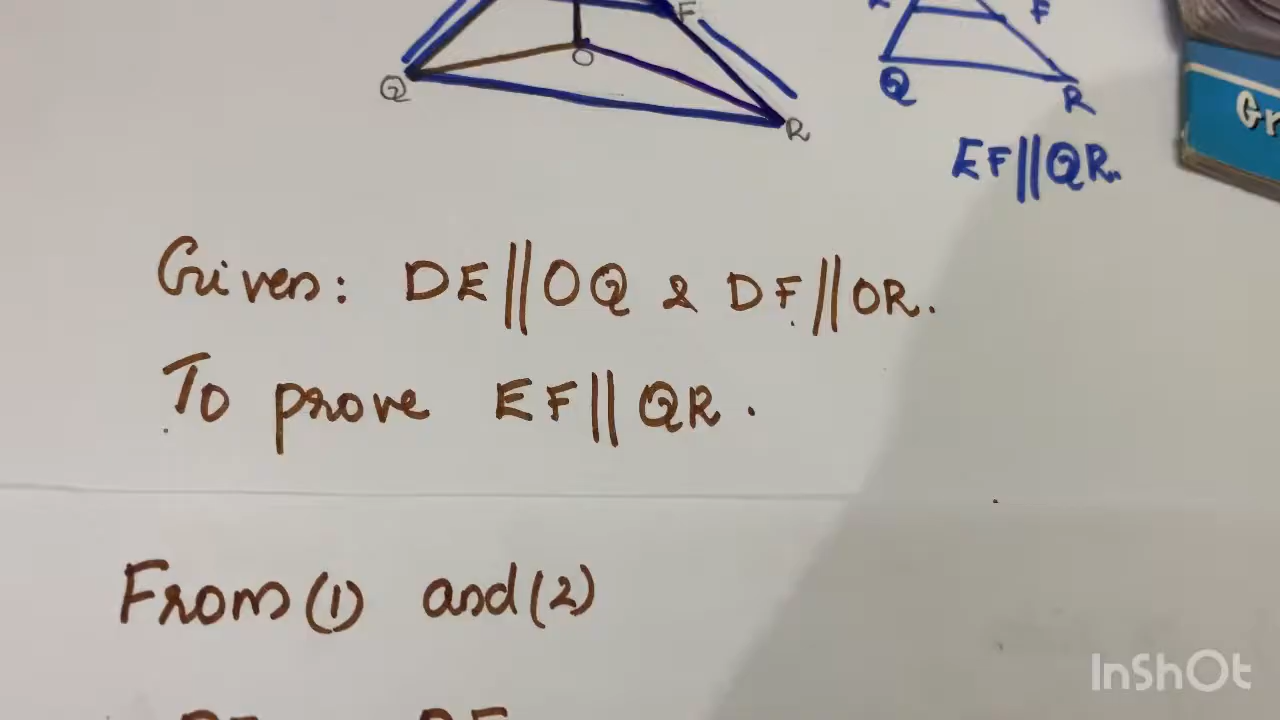 F
O
Q
R
F
Q
R
EF||QR.
Gr
Given: DE||OQ & DF||OR.
To prove EF||QR.
From (1) and (2)
InShOt